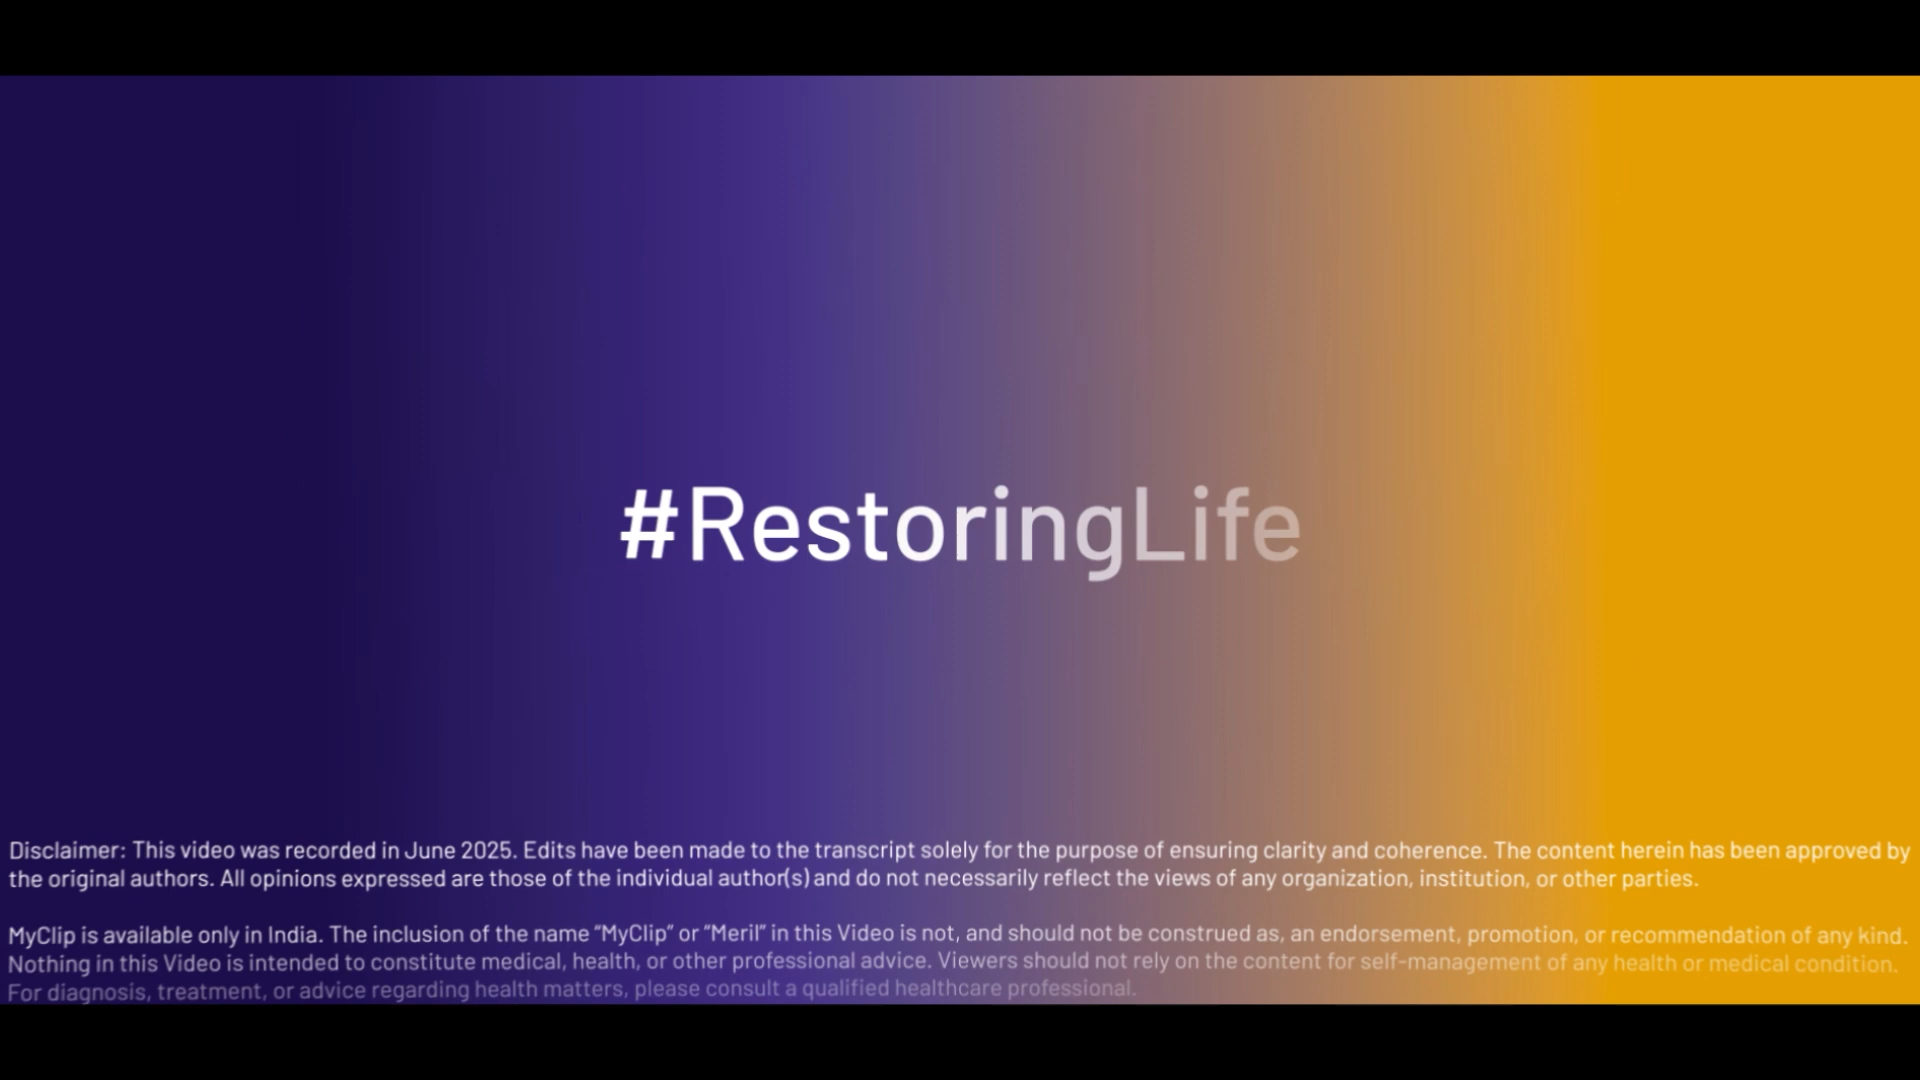 #RestoringLife
Disclaimer: This video was recorded in June 2025. Edits have been made to the transcript solely for the purpose of ensuring clarity and coherence. The content herein has been approved by
the original authors. All opinions expressed are those of the individual author(s) and do not necessarily reflect the views of any organization, institution, or other parties.
MyClip is available only in India. The inclusion of the name “MyClip” or “Meril” in this Video is not, and should not be construed as, an endorsement, promotion, or recommendation of any kind.
Nothing in this Video is intended to constitute medical, health, or other professional advice. Viewers should not rely on the content for self-management of any health or medical condition.
For diagnosis, treatment, or advice regarding health matters, please consult a qualified healthcare professional.